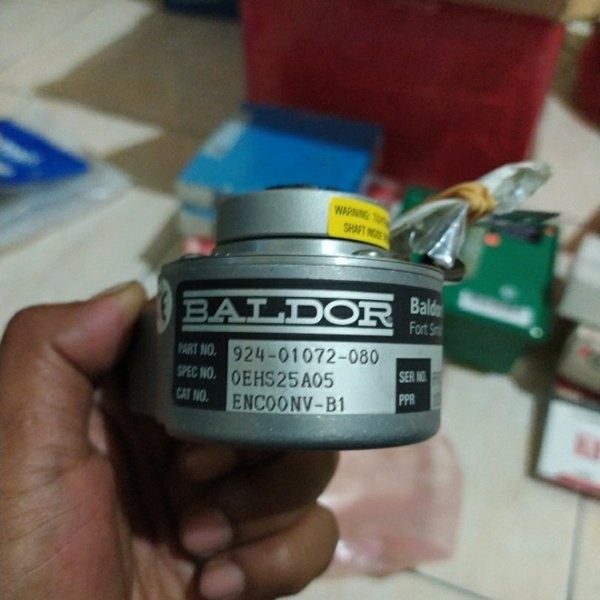 WARNING:
SHAFT INSIDE
BALDOR
Baldor
Fort
PART NO. 924-01072-080
SPEC NO. 0EHS25A05
CAT NO. ENC00NV-B1
SER NO.
PPR